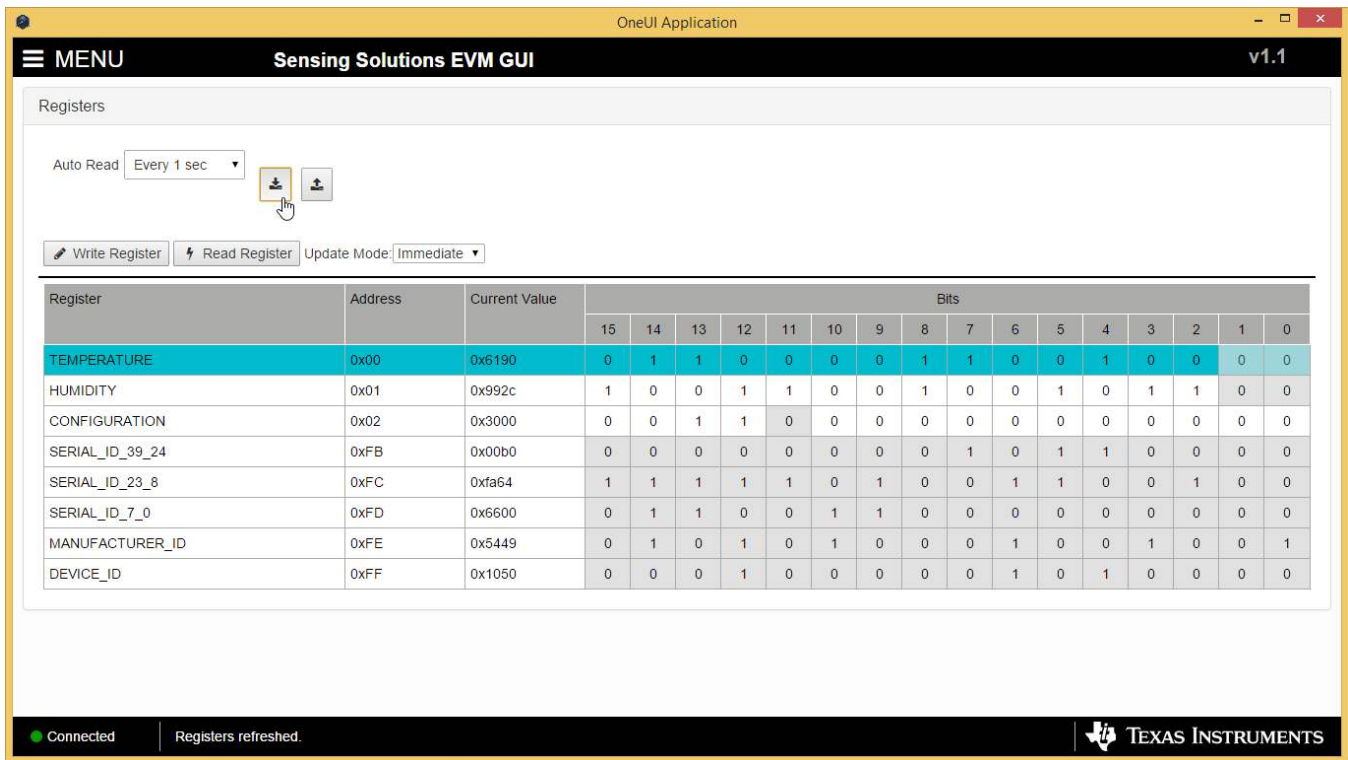 OneUI Application
MENU Sensing Solutions EVM GUI v1.1
Registers
Auto Read Every 1 sec
Write Register Read Register Update Mode: Immediate
Register Address Current Value Bits
15 14 13 12 11 10 9 8 7 6 5 4 3 2 1 0
TEMPERATURE 0x00 0x6190 0 1 1 0 0 0 0 1 1 0 0 1 0 0 0 0
HUMIDITY 0x01 0x992c 1 0 0 1 1 0 0 1 0 0 1 0 1 1 0 0
CONFIGURATION 0x02 0x3000 0 0 1 1 0 0 0 0 0 0 0 0 0 0 0 0
SERIAL_ID_39_24 0xFB 0x00b0 0 0 0 0 0 0 0 0 1 0 1 1 0 0 0 0
SERIAL_ID_23_8 0xFC 0xfa64 1 1 1 1 1 0 1 0 0 1 1 0 0 1 0 0
SERIAL_ID_7_0 0xFD 0x6600 0 1 1 0 0 1 1 0 0 0 0 0 0 0 0 0
MANUFACTURER_ID 0xFE 0x5449 0 1 0 1 0 1 0 0 0 1 0 0 1 0 0 1
DEVICE_ID 0xFF 0x1050 0 0 0 1 0 0 0 0 0 1 0 1 0 0 0 0
Connected Registers refreshed. TEXAS INSTRUMENTS